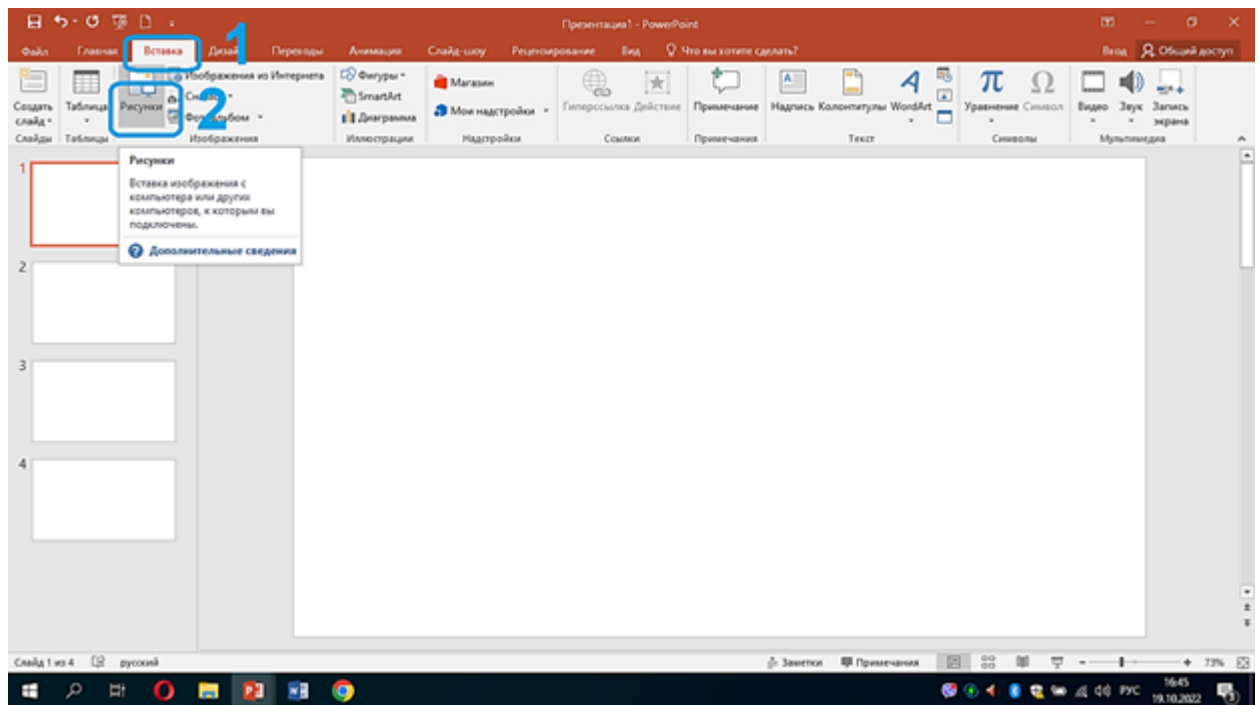 Презентация1 - PowerPoint
Файл Главная Вставка Дизайн Переходы Анимация Слайд-шоу Рецензирование Вид Что вы хотите сделать? Вход Общий доступ
1
2
Создать слайд
Таблица
Рисунки
Изображения из Интернета
Фотоальбом
Фигуры
SmartArt
Диаграмма
Магазин
Мои надстройки
Гиперссылка Действие
Примечание
Надпись Колонтитулы WordArt
Уравнение Символ
Видео Звук Запись экрана
Слайды Таблицы Изображения Иллюстрации Надстройки Ссылки Примечания Текст Символы Мультимедиа
Рисунки
Вставка изображения с
компьютера или других
компьютеров, к которым вы
подключены.
Дополнительные сведения
1
2
3
4
Слайд 1 из 4 русский Заметки Примечания 73%
РУС 16:45
19.10.2022